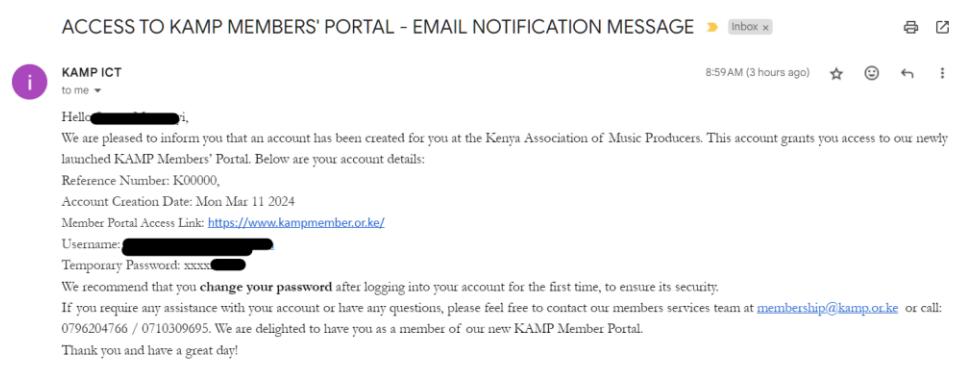 ACCESS TO KAMP MEMBERS' PORTAL - EMAIL NOTIFICATION MESSAGE Inbox x
i
KAMP ICT 8:59 AM (3 hours ago)
to me
Hello i,
We are pleased to inform you that an account has been created for you at the Kenya Association of Music Producers. This account grants you access to our newly
launched KAMP Members' Portal. Below are your account details:
Reference Number: K00000,
Account Creation Date: Mon Mar 11 2024
Member Portal Access Link: https://www.kampmember.or.ke/
Username:
Temporary Password: xxxx
We recommend that you change your password after logging into your account for the first time, to ensure its security.
If you require any assistance with your account or have any questions, please feel free to contact our members services team at membership@kamp.or.ke or call:
0796204766 / 0710309695. We are delighted to have you as a member of our new KAMP Member Portal.
Thank you and have a great day!